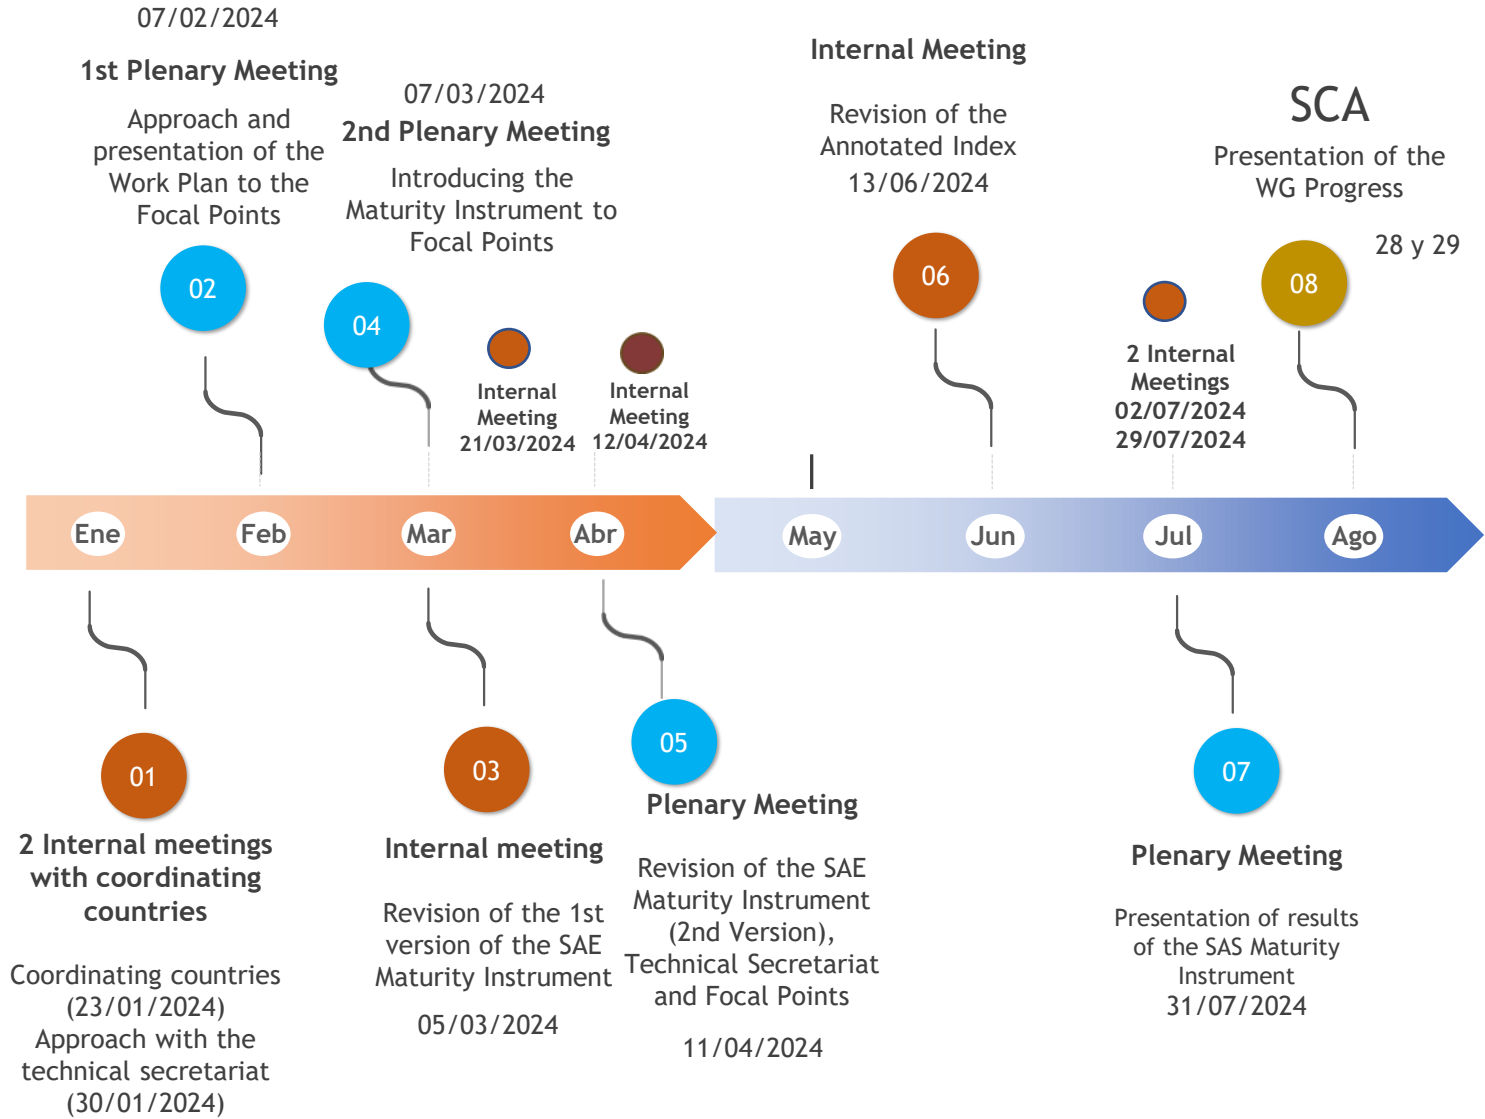 07/02/2024
1st Plenary Meeting
Approach and
presentation of the
Work Plan to the
Focal Points
02
07/03/2024
2nd Plenary Meeting
Introducing the
Maturity Instrument to
Focal Points
04
Internal
Meeting
21/03/2024
Internal
Meeting
12/04/2024
Internal Meeting
Revision of the
Annotated Index
13/06/2024
06
2 Internal
Meetings
02/07/2024
29/07/2024
SCA
Presentation of the
WG Progress
28 y 29
08
Ene
Feb
Mar
Abr
May
Jun
Jul
Ago
01
2 Internal meetings
with coordinating
countries
Coordinating countries
(23/01/2024)
Approach with the
technical secretariat
(30/01/2024)
03
Internal meeting
Revision of the 1st
version of the SAE
Maturity Instrument
05/03/2024
05
Plenary Meeting
Revision of the SAE
Maturity Instrument
(2nd Version),
Technical Secretariat
and Focal Points
11/04/2024
07
Plenary Meeting
Presentation of results
of the SAS Maturity
Instrument
31/07/2024